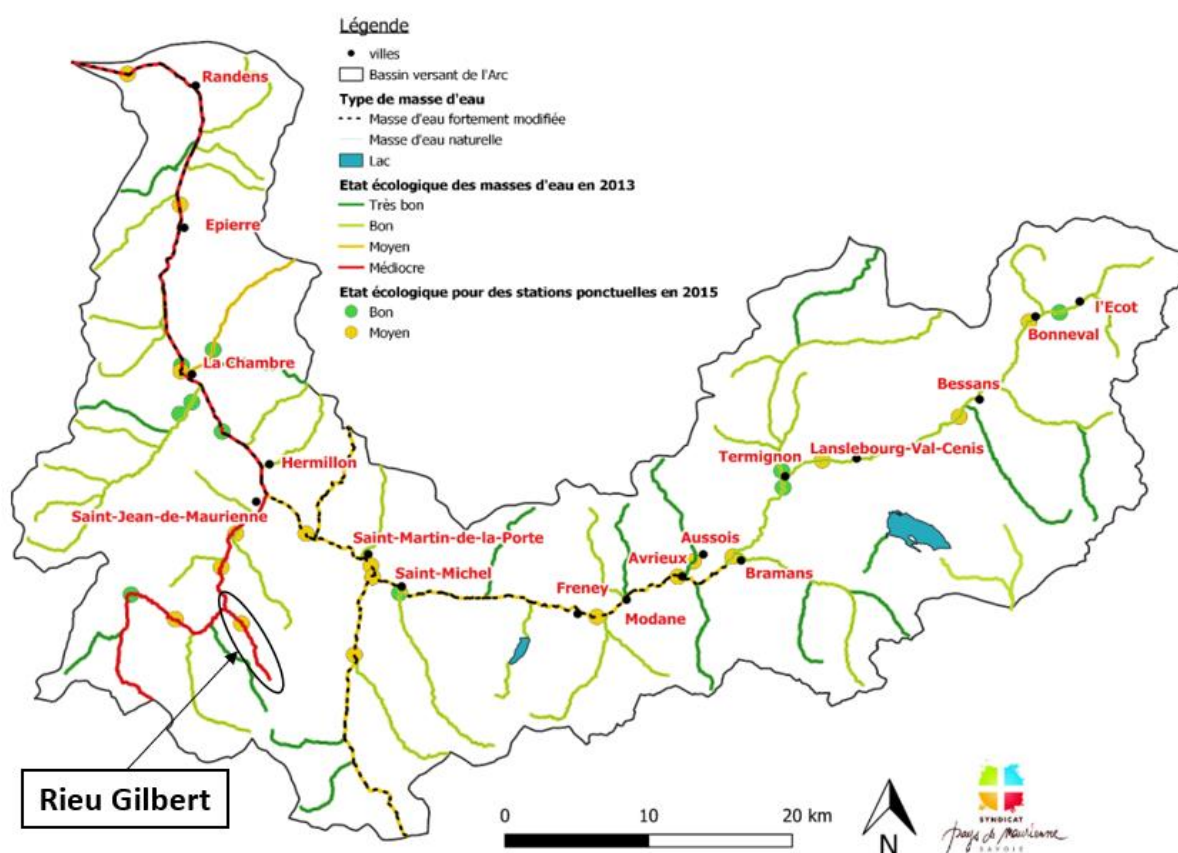 Légende
villes
Bassin versant de l'Arc
Type de masse d'eau
Masse d'eau fortement modifiée
Masse d'eau naturelle
Lac
Etat écologique des masses d'eau en 2013
Très bon
Bon
Moyen
Médiocre
Etat écologique pour des stations ponctuelles en 2015
Bon
Moyen
Randens
Epierre
La Chambre
Hermillon
Saint-Jean-de-Maurienne
Saint-Martin-de-la-Porte
Saint-Michel
Freney
Modane
Avrieux
Aussois
Bramans
Termignon
Lanslebourg-Val-Cenis
Bessans
Bonneval
l'Ecot
Rieu Gilbert
0 10 20 km
N
SYNDICAT
pays de maurienne
SAVOIE